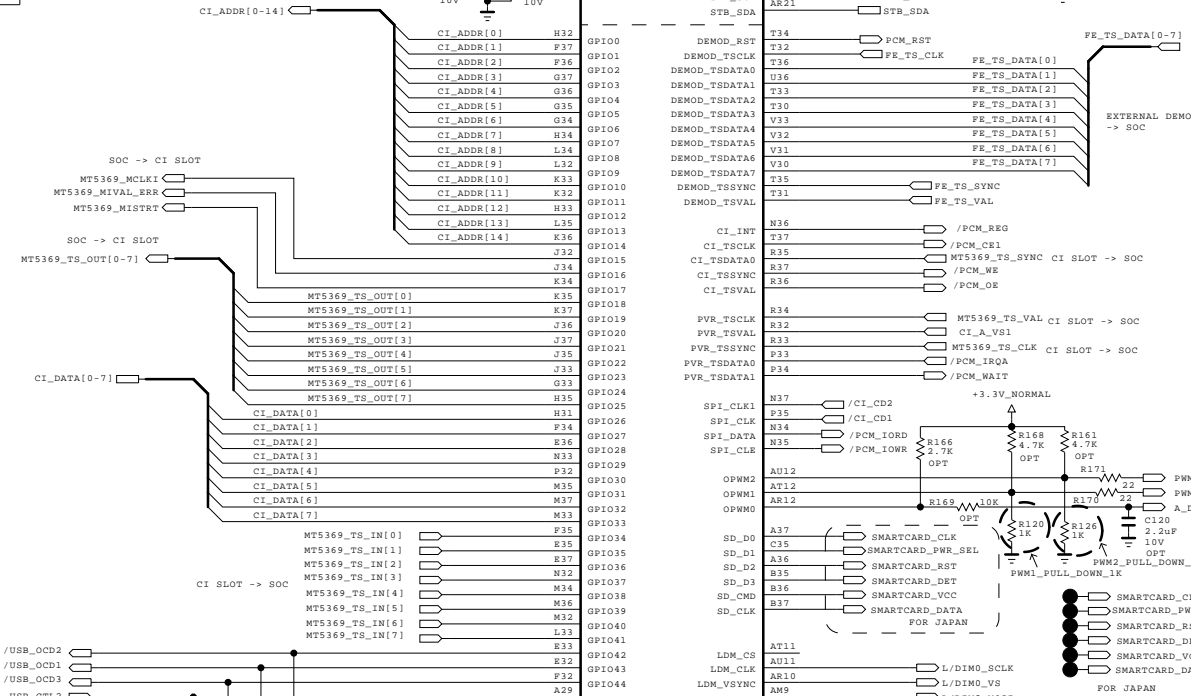 CI_ADDR[0-14]
10V
10V
CI_ADDR[0] H32 GPIO0
CI_ADDR[1] F37 GPIO1
CI_ADDR[2] F36 GPIO2
CI_ADDR[3] G37 GPIO3
CI_ADDR[4] G36 GPIO4
CI_ADDR[5] G35 GPIO5
CI_ADDR[6] G34 GPIO6
CI_ADDR[7] H34 GPIO7
CI_ADDR[8] L34 GPIO8
CI_ADDR[9] L32 GPIO9
CI_ADDR[10] K33 GPIO10
CI_ADDR[11] K32 GPIO11
CI_ADDR[12] H33 GPIO12
CI_ADDR[13] L35 GPIO13
CI_ADDR[14] K36 GPIO14
SOC -> CI SLOT
MT5369_MCLKI J32 GPIO15
MT5369_MIVAL_ERR J34 GPIO16
MT5369_MISTRT K34 GPIO17
SOC -> CI SLOT
MT5369_TS_OUT[0-7]
MT5369_TS_OUT[0] K35 GPIO18
MT5369_TS_OUT[1] K37 GPIO19
MT5369_TS_OUT[2] J36 GPIO20
MT5369_TS_OUT[3] J37 GPIO21
MT5369_TS_OUT[4] J35 GPIO22
MT5369_TS_OUT[5] J33 GPIO23
MT5369_TS_OUT[6] G33 GPIO24
MT5369_TS_OUT[7] H35 GPIO25
CI_DATA[0-7]
CI_DATA[0] H31 GPIO26
CI_DATA[1] F34 GPIO27
CI_DATA[2] E36 GPIO28
CI_DATA[3] N33 GPIO29
CI_DATA[4] P32 GPIO30
CI_DATA[5] M35 GPIO31
CI_DATA[6] M37 GPIO32
CI_DATA[7] M33 GPIO33
MT5369_TS_IN[0] F35 GPIO34
MT5369_TS_IN[1] E35 GPIO35
MT5369_TS_IN[2] E37 GPIO36
MT5369_TS_IN[3] N32 GPIO37
CI SLOT -> SOC
MT5369_TS_IN[4] M34 GPIO38
MT5369_TS_IN[5] M36 GPIO39
MT5369_TS_IN[6] M32 GPIO40
MT5369_TS_IN[7] L33 GPIO41
/USB_OCD2 E33 GPIO42
/USB_OCD1 E32 GPIO43
/USB_OCD3 F32 GPIO44
A29
STB_SDA AR21 STB_SDA
DEMOD_RST T34 PCM_RST
DEMOD_TSCLK T32 FE_TS_CLK
FE_TS_DATA[0-7]
DEMOD_TSDATA0 T36 FE_TS_DATA[0]
DEMOD_TSDATA1 U36 FE_TS_DATA[1]
DEMOD_TSDATA2 T33 FE_TS_DATA[2]
DEMOD_TSDATA3 T30 FE_TS_DATA[3]
DEMOD_TSDATA4 V33 FE_TS_DATA[4]
DEMOD_TSDATA5 V32 FE_TS_DATA[5]
DEMOD_TSDATA6 V31 FE_TS_DATA[6]
DEMOD_TSDATA7 V30 FE_TS_DATA[7]
EXTERNAL DEMO
-> SOC
DEMOD_TSSYNC T35 FE_TS_SYNC
DEMOD_TSVAL T31 FE_TS_VAL
CI_INT N36 /PCM_REG
CI_TSCLK T37 /PCM_CE1
CI_TSDATA0 R35 MT5369_TS_SYNC CI SLOT -> SOC
CI_TSSYNC R37 /PCM_WE
CI_TSVAL R36 /PCM_OE
PVR_TSCLK R34 MT5369_TS_VAL CI SLOT -> SOC
PVR_TSVAL R32 CI_A_VS1
PVR_TSSYNC R33 MT5369_TS_CLK CI SLOT -> SOC
PVR_TSDATA0 P33 /PCM_IRQA
PVR_TSDATA1 P34 /PCM_WAIT
SPI_CLK1 N37 /CI_CD2
SPI_CLK P35 /CI_CD1
SPI_DATA N34 /PCM_IORD
SPI_CLE N35 /PCM_IOWR
+3.3V_NORMAL
R166
2.7K
OPT
R168
4.7K
OPT
R161
4.7K
OPT
OPWM2 AU12 R171 22 PWM
OPWM1 AT12 R170 22 PWM
OPWM0 AR12 R169 10K OPT A_D
R120
1K
R126
1K
C120
2.2uF
10V
OPT
PWM1_PULL_DOWN_1K
PWM2_PULL_DOWN_
SD_D0 A37 SMARTCARD_CLK
SD_D1 C35 SMARTCARD_PWR_SEL
SD_D2 A36 SMARTCARD_RST
SD_D3 B35 SMARTCARD_DET
SD_CMD B36 SMARTCARD_VCC
SD_CLK B37 SMARTCARD_DATA
FOR JAPAN
SMARTCARD_CL
SMARTCARD_PW
SMARTCARD_RS
SMARTCARD_DE
SMARTCARD_VC
SMARTCARD_DA
FOR JAPAN
LDM_CS AT11
LDM_CLK AU11 L/DIM0_SCLK
LDM_VSYNC AR10 L/DIM0_VS
AM9